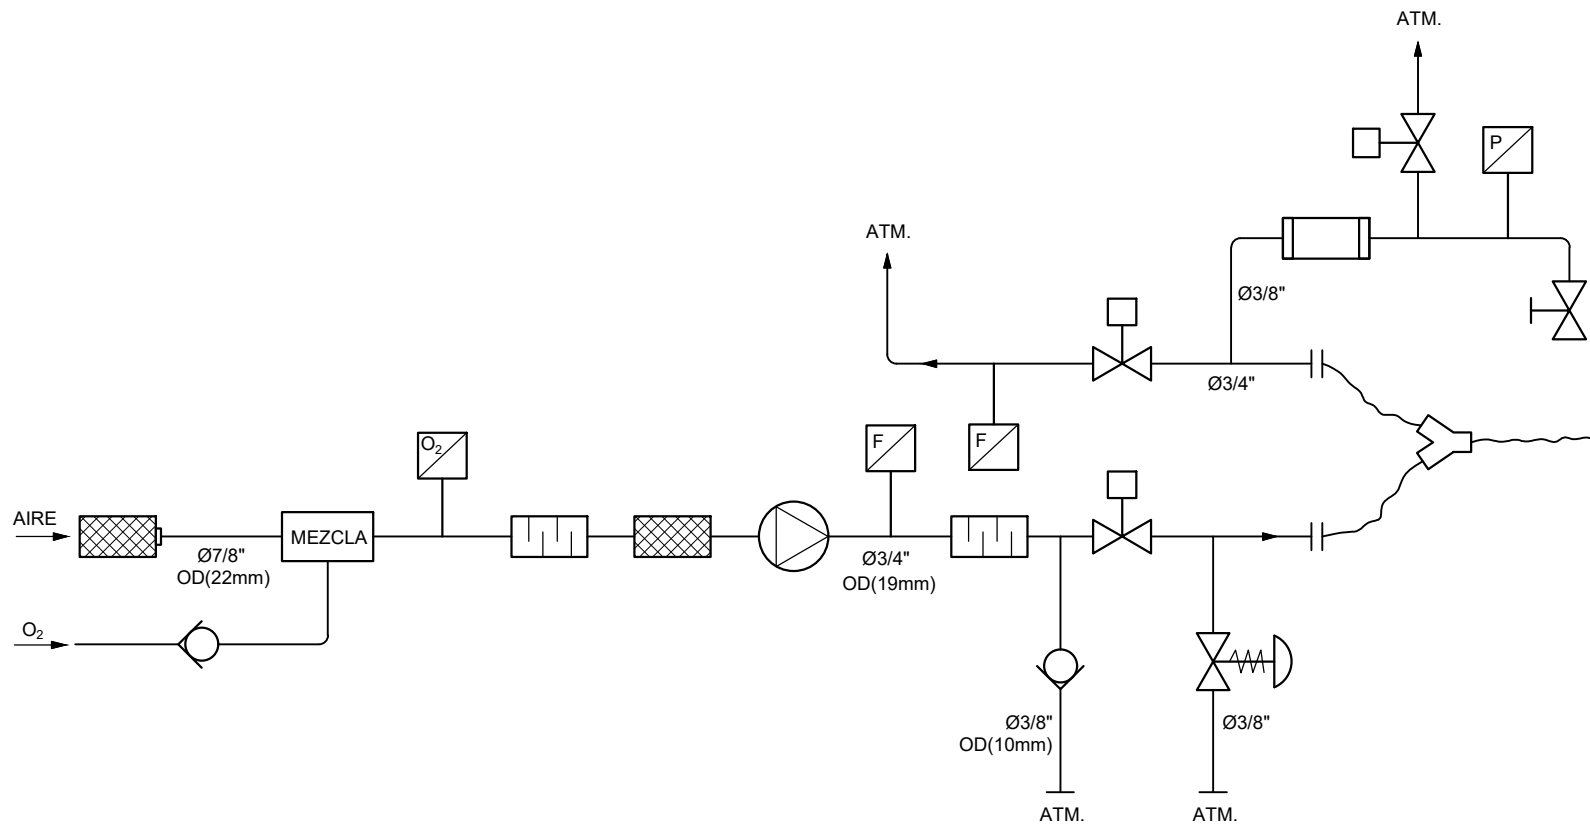 ATM.
P
ATM.
Ø3/8"
Ø3/4"
O₂
F
F
AIRE
MEZCLA
Ø7/8"
OD(22mm)
Ø3/4"
OD(19mm)
O₂
Ø3/8"
OD(10mm)
Ø3/8"
ATM.
ATM.